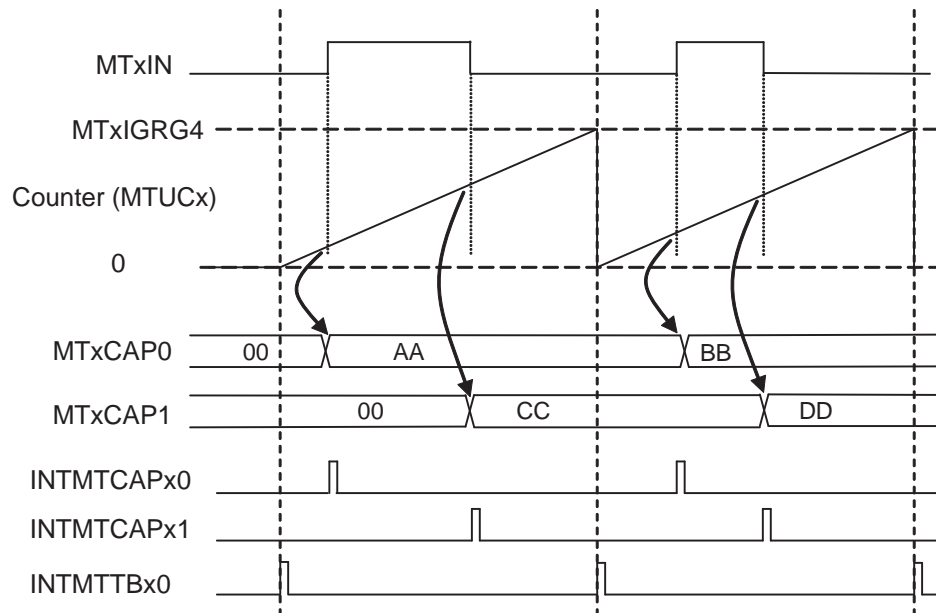 MTxIN
MTxIGRG4
Counter (MTUCx)
0
MTxCAP0 00 AA BB
MTxCAP1 00 CC DD
INTMTCAPx0
INTMTCAPx1
INTMTTBx0